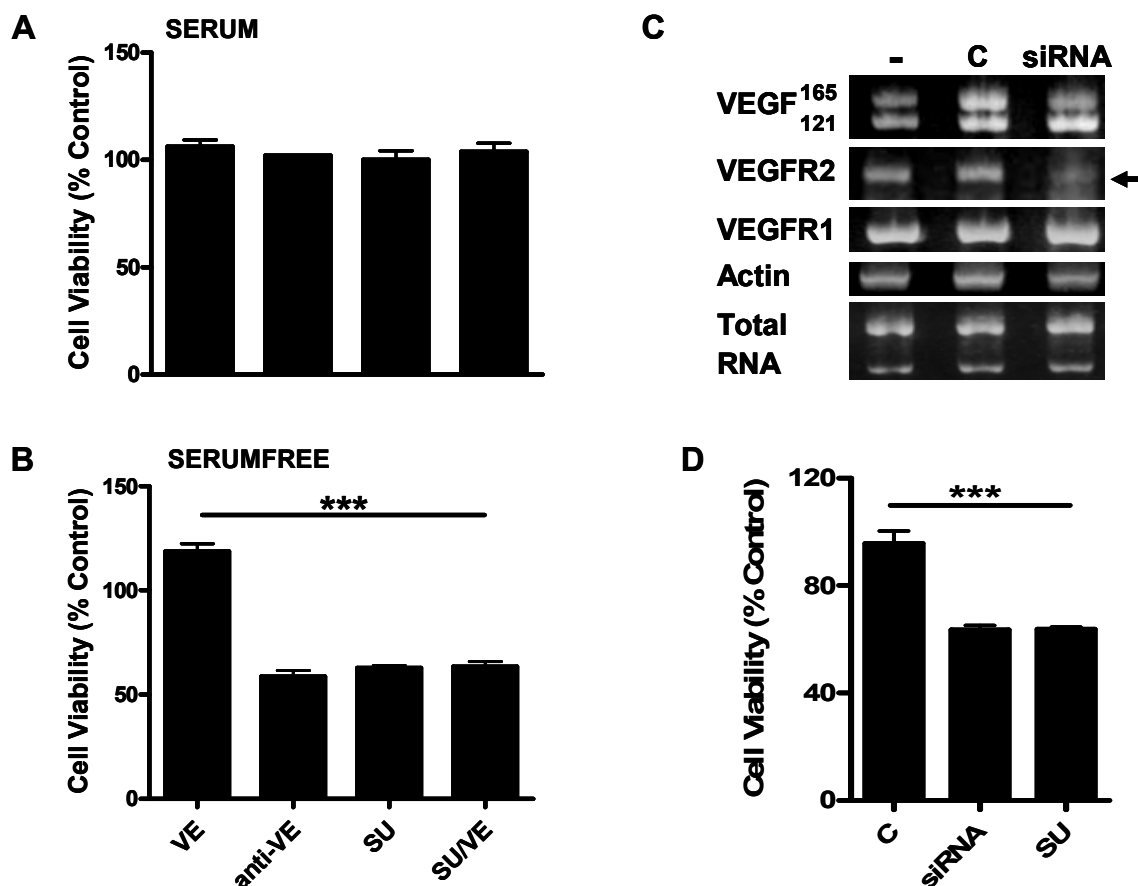 A
SERUM
Cell Viability (% Control)
150
100
50
0
B
SERUMFREE
Cell Viability (% Control)
150
100
50
0
***
VE
anti-VE
SU
SU/VE
C
- C siRNA
VEGF 165
121
VEGFR2
VEGFR1
Actin
Total
RNA
D
Cell Viability (% Control)
120
80
40
0
***
C
siRNA
SU